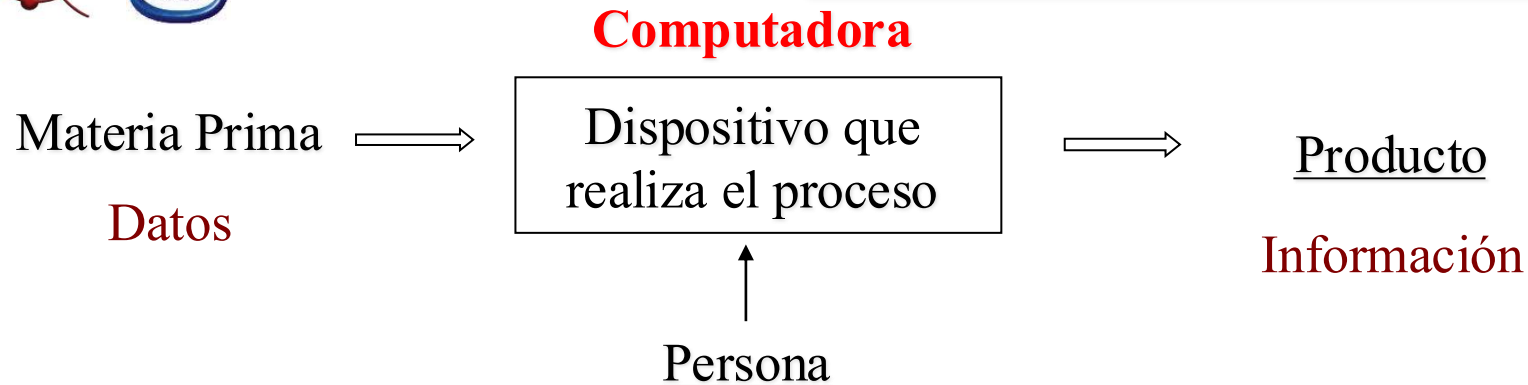 Computadora
Materia Prima
Dispositivo que
realiza el proceso
Producto
Datos
Información
Persona